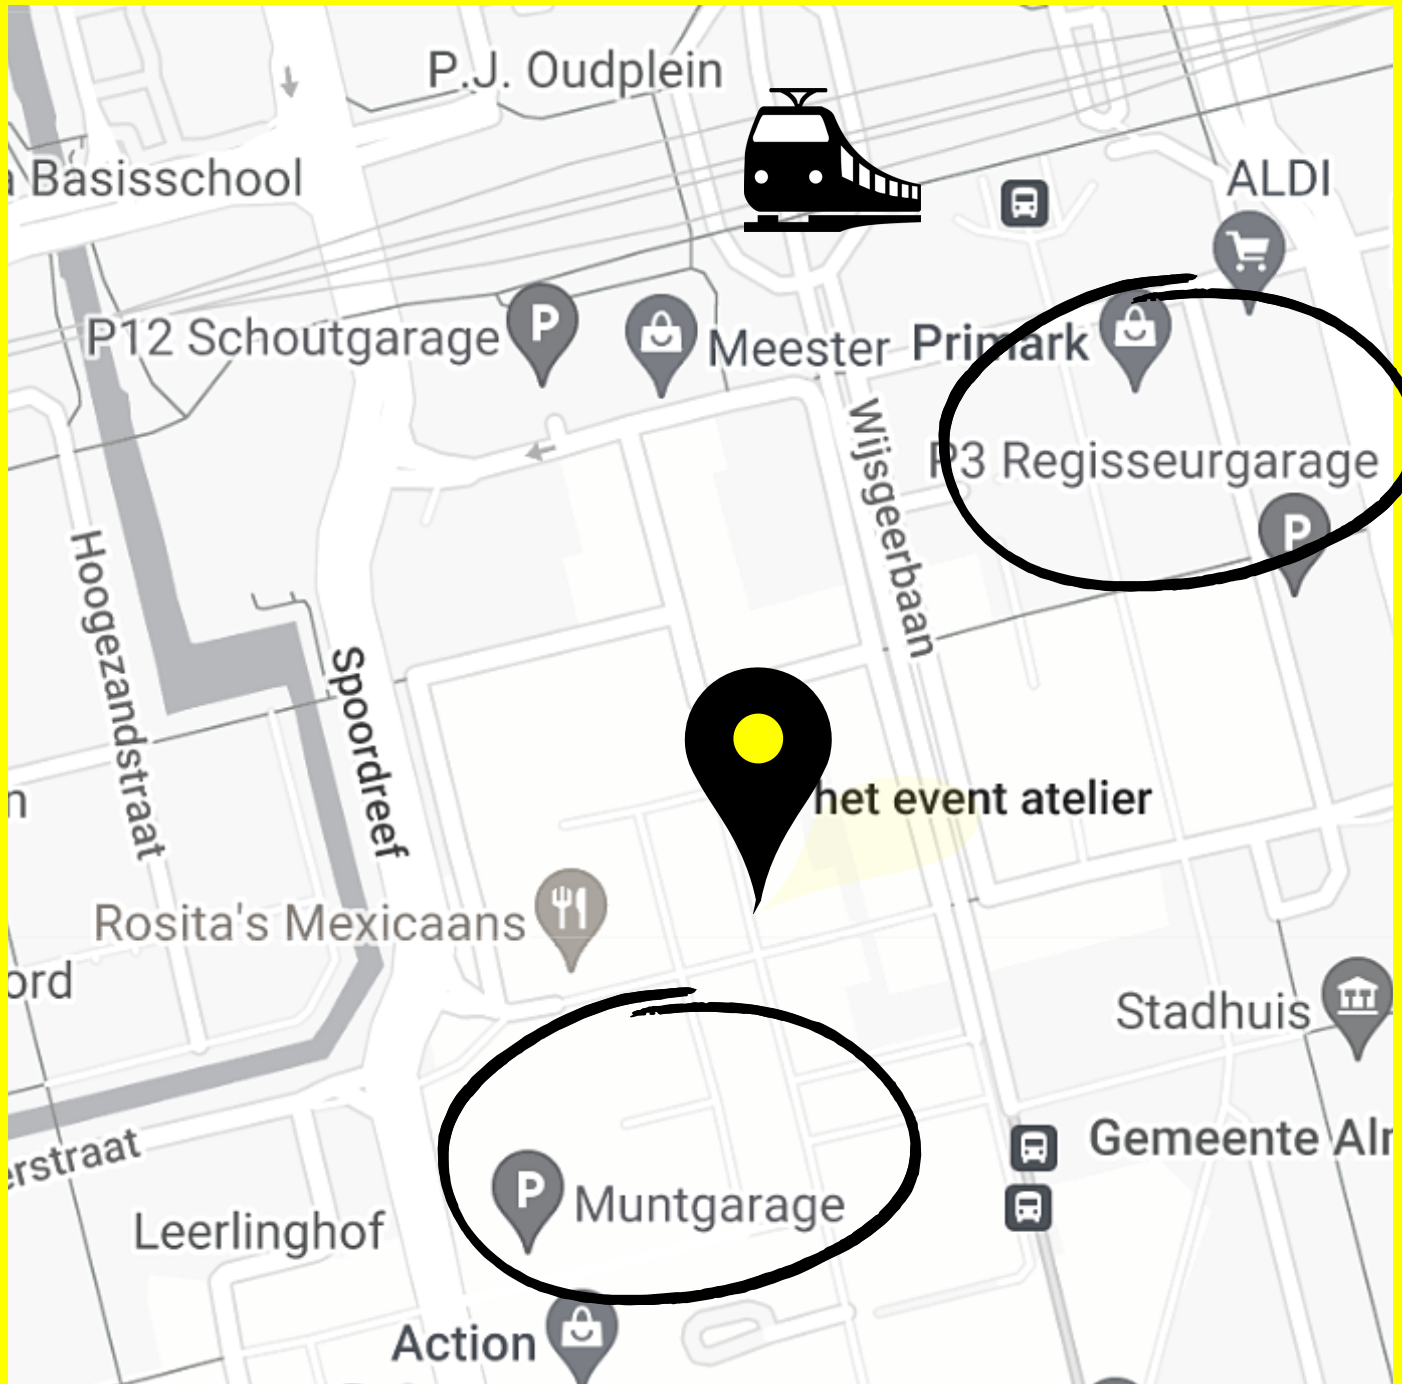 P.J. Oudplein
a Basisschool
ALDI
P12 Schoutgarage
P
Meester
Primark
Wijsgeerbaan
P3 Regisseurgarage
P
Hoogezandstraat
Spoordreef
het event atelier
n
Rosita's Mexicaans
ord
Stadhuis
erstraat
Gemeente Alm
P
Muntgarage
Leerlinghof
Action